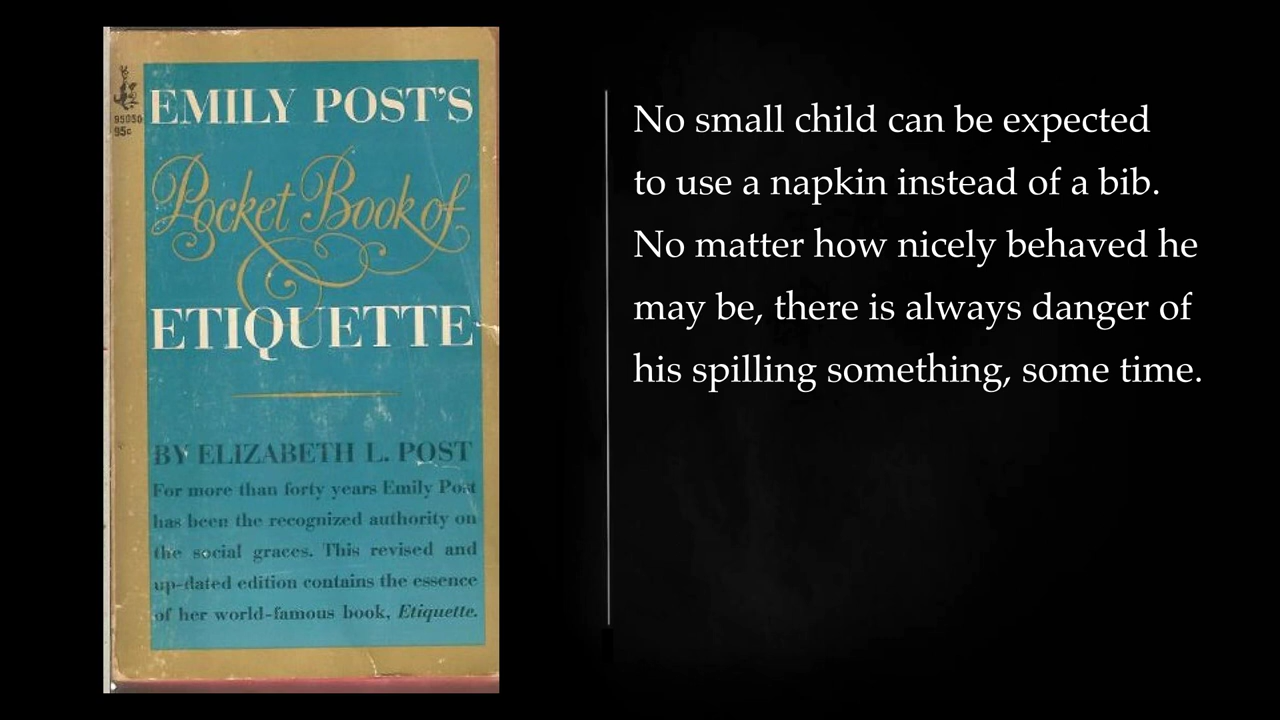 EMILY POST'S
Pocket Book of
ETIQUETTE
BY ELIZABETH L. POST
For more than forty years Emily Post
has been the recognized authority on
the social graces. This revised and
up-dated edition contains the essence
of her world-famous book, Etiquette.
95050
95c
No small child can be expected
to use a napkin instead of a bib.
No matter how nicely behaved he
may be, there is always danger of
his spilling something, some time.